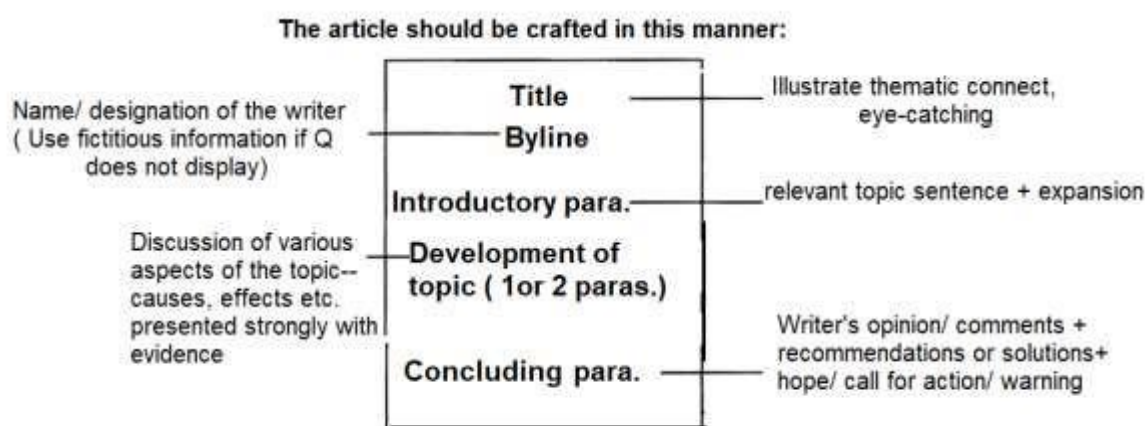 The article should be crafted in this manner:
Title
Illustrate thematic connect,
eye-catching
Name/ designation of the writer
( Use fictitious information if Q
does not display)
Byline
Introductory para.
relevant topic sentence + expansion
Discussion of various
aspects of the topic--
causes, effects etc.
presented strongly with
evidence
Development of
topic ( 1or 2 paras.)
Concluding para.
Writer's opinion/ comments +
recommendations or solutions+
hope/ call for action/ warning